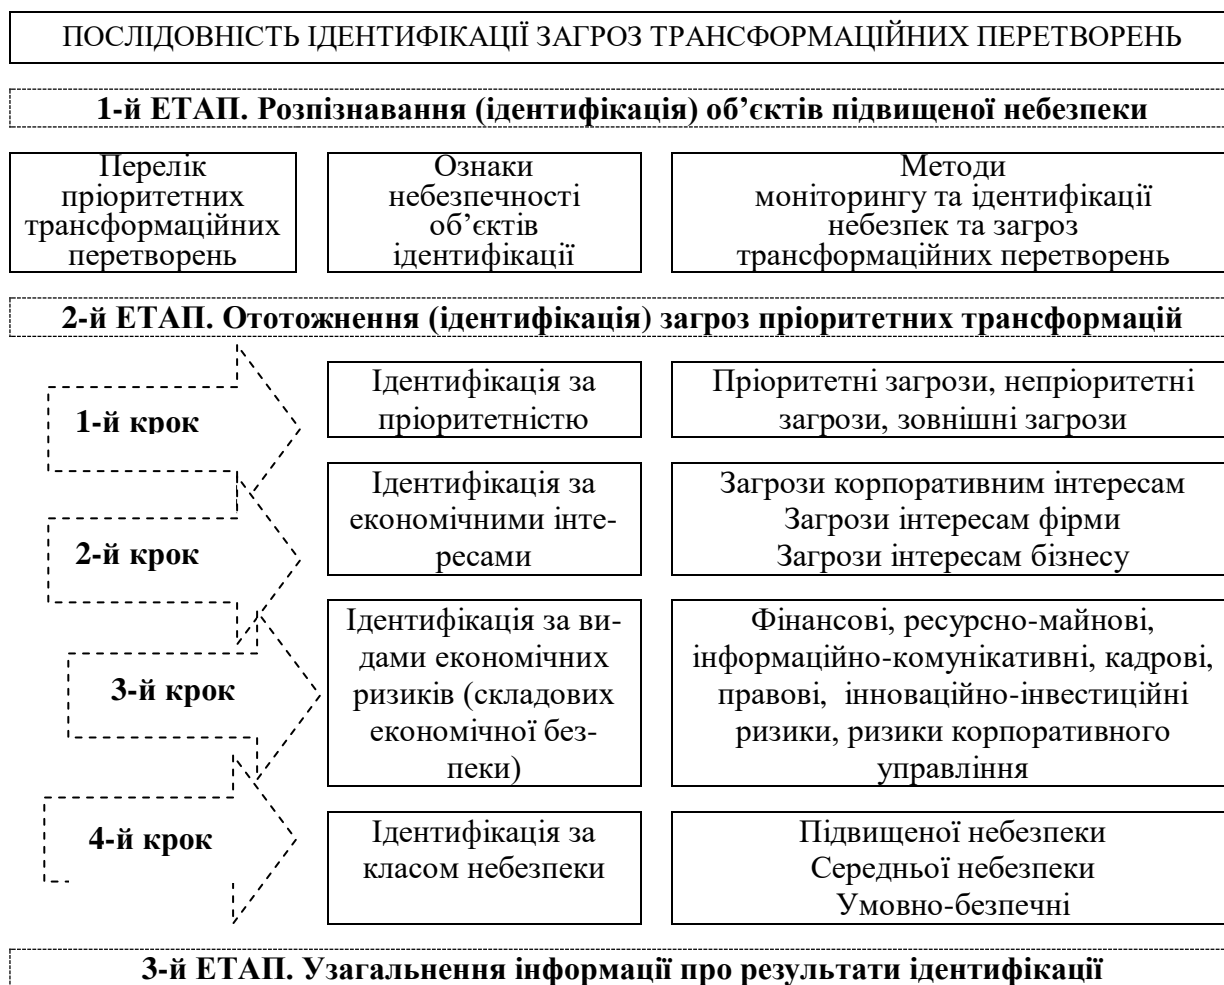 ПОСЛІДОВНІСТЬ ІДЕНТИФІКАЦІЇ ЗАГРОЗ ТРАНСФОРМАЦІЙНИХ ПЕРЕТВОРЕНЬ
1-й ЕТАП. Розпізнавання (ідентифікація) об’єктів підвищеної небезпеки
Перелік
пріоритетних
трансформаційних
перетворень
Ознаки
небезпечності
об’єктів
ідентифікації
Методи
моніторингу та ідентифікації
небезпек та загроз
трансформаційних перетворень
2-й ЕТАП. Ототожнення (ідентифікація) загроз пріоритетних трансформацій
1-й крок
Ідентифікація за
пріоритетністю
Пріоритетні загрози, непріоритетні
загрози, зовнішні загрози
2-й крок
Ідентифікація за
економічними інте-
ресами
Загрози корпоративним інтересам
Загрози інтересам фірми
Загрози інтересам бізнесу
3-й крок
Ідентифікація за ви-
дами економічних
ризиків (складових
економічної без-
пеки)
Фінансові, ресурсно-майнові,
інформаційно-комунікативні, кадрові,
правові, інноваційно-інвестиційні
ризики, ризики корпоративного
управління
4-й крок
Ідентифікація за
класом небезпеки
Підвищеної небезпеки
Середньої небезпеки
Умовно-безпечні
3-й ЕТАП. Узагальнення інформації про результати ідентифікації